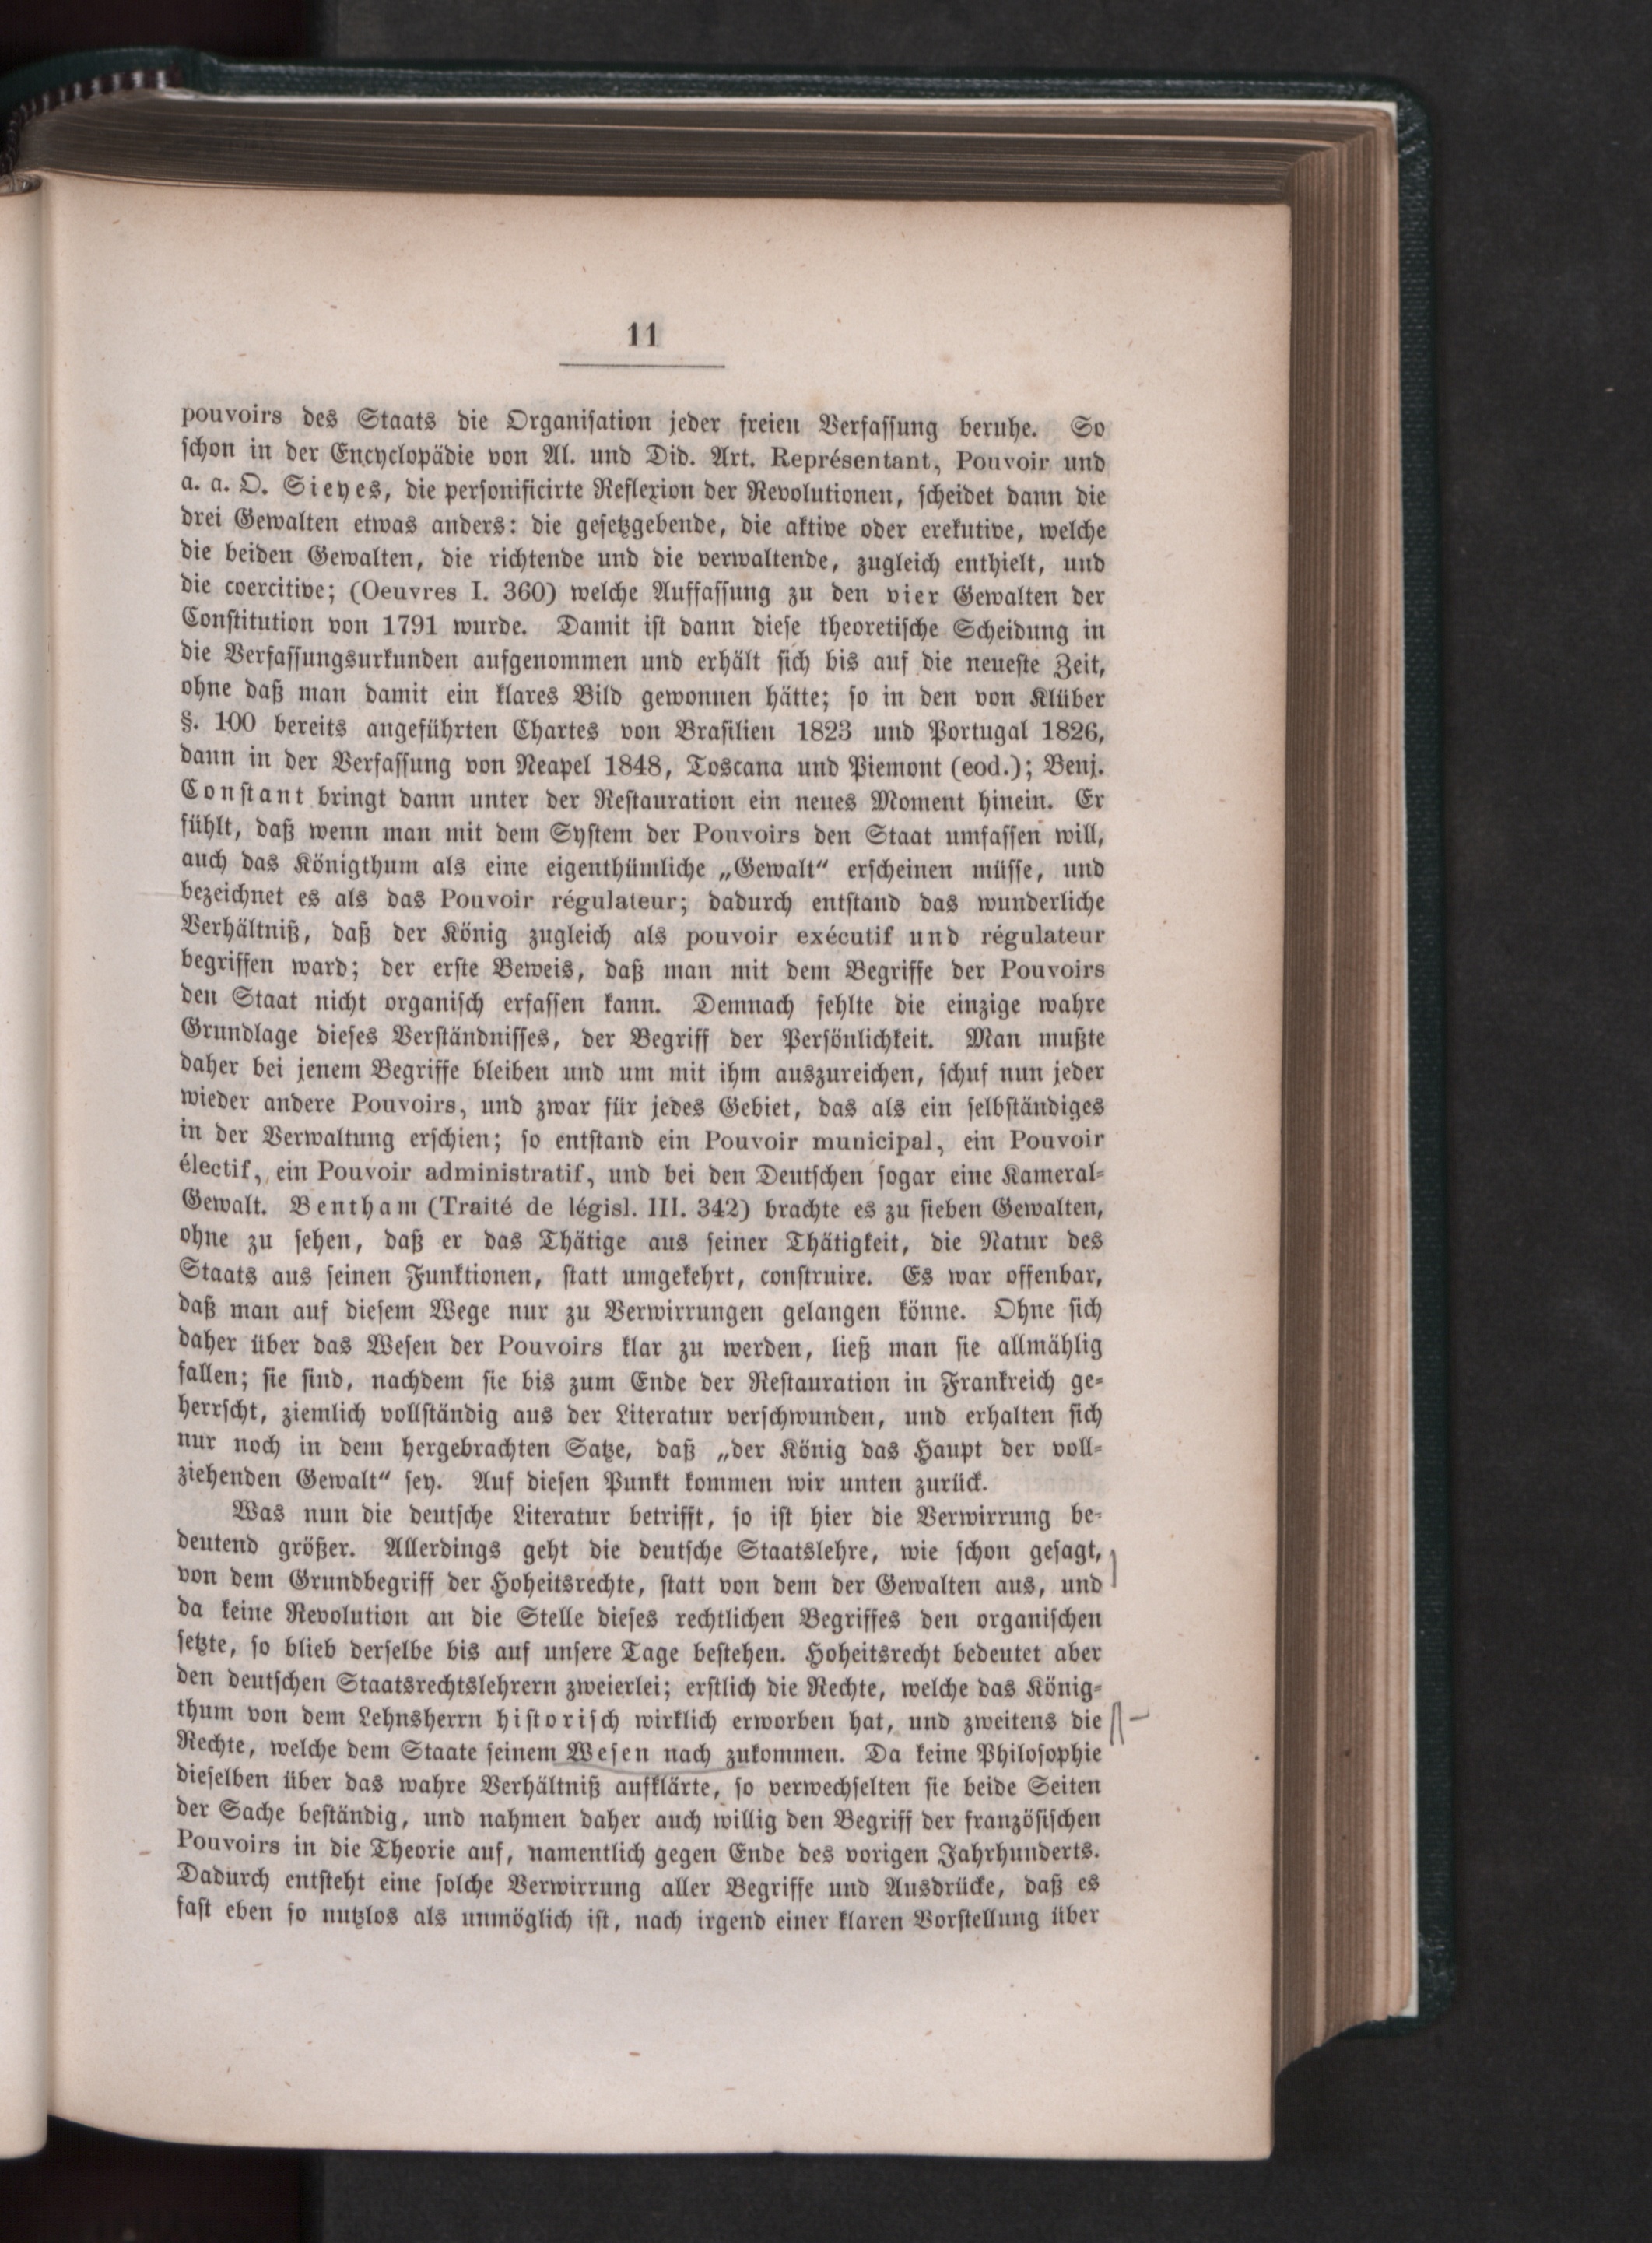 11
pouvoirs des Staats die Organisation jeder freien Verfassung beruhe. So
schon in der Encyclopädie von Al. und Did. Art. Représentant, Pouvoir und
a. a. O. Sieyes, die personificirte Reflexion der Revolutionen, scheidet dann die
drei Gewalten etwas anders: die gesetzgebende, die aktive oder exekutive, welche
die beiden Gewalten, die richtende und die verwaltende, zugleich enthielt, und
die coercitive; (Oeuvres I. 360) welche Auffassung zu den vier Gewalten der
Constitution von 1791 wurde. Damit ist dann diese theoretische Scheidung in
die Verfassungsurkunden aufgenommen und erhält sich bis auf die neueste Zeit,
ohne daß man damit ein klares Bild gewonnen hätte; so in den von Klüber
§. 100 bereits angeführten Chartes von Brasilien 1823 und Portugal 1826,
dann in der Verfassung von Neapel 1848, Toscana und Piemont (eod.); Benj.
Constant bringt dann unter der Restauration ein neues Moment hinein. Er
fühlt, daß wenn man mit dem System der Pouvoirs den Staat umfassen will,
auch das Königthum als eine eigenthümliche „Gewalt“ erscheinen müsse, und
bezeichnet es als das Pouvoir régulateur; dadurch entstand das wunderliche
Verhältniß, daß der König zugleich als pouvoir exécutif und régulateur
begriffen ward; der erste Beweis, daß man mit dem Begriffe der Pouvoirs
den Staat nicht organisch erfassen kann. Demnach fehlte die einzige wahre
Grundlage dieses Verständnisses, der Begriff der Persönlichkeit. Man mußte
daher bei jenem Begriffe bleiben und um mit ihm auszureichen, schuf nun jeder
wieder andere Pouvoirs, und zwar für jedes Gebiet, das als ein selbständiges
in der Verwaltung erschien; so entstand ein Pouvoir municipal, ein Pouvoir
électif, ein Pouvoir administratif, und bei den Deutschen sogar eine Kameral-
Gewalt. Bentham (Traité de législ. III. 342) brachte es zu sieben Gewalten,
ohne zu sehen, daß er das Thätige aus seiner Thätigkeit, die Natur des
Staats aus seinen Funktionen, statt umgekehrt, construire. Es war offenbar,
daß man auf diesem Wege nur zu Verwirrungen gelangen könne. Ohne sich
daher über das Wesen der Pouvoirs klar zu werden, ließ man sie allmählig
fallen; sie sind, nachdem sie bis zum Ende der Restauration in Frankreich ge-
herrscht, ziemlich vollständig aus der Literatur verschwunden, und erhalten sich
nur noch in dem hergebrachten Satze, daß „der König das Haupt der voll-
ziehenden Gewalt“ sey. Auf diesen Punkt kommen wir unten zurück.
Was nun die deutsche Literatur betrifft, so ist hier die Verwirrung be-
deutend größer. Allerdings geht die deutsche Staatslehre, wie schon gesagt,
von dem Grundbegriff der Hoheitsrechte, statt von dem der Gewalten aus, und
da keine Revolution an die Stelle dieses rechtlichen Begriffes den organischen
setzte, so blieb derselbe bis auf unsere Tage bestehen. Hoheitsrecht bedeutet aber
den deutschen Staatsrechtslehrern zweierlei; erstlich die Rechte, welche das König-
thum von dem Lehnsherrn historisch wirklich erworben hat, und zweitens die
Rechte, welche dem Staate seinem Wesen nach zukommen. Da keine Philosophie
dieselben über das wahre Verhältniß aufklärte, so verwechselten sie beide Seiten
der Sache beständig, und nahmen daher auch willig den Begriff der französischen
Pouvoirs in die Theorie auf, namentlich gegen Ende des vorigen Jahrhunderts.
Dadurch entsteht eine solche Verwirrung aller Begriffe und Ausdrücke, daß es
fast eben so nutzlos als unmöglich ist, nach irgend einer klaren Vorstellung über